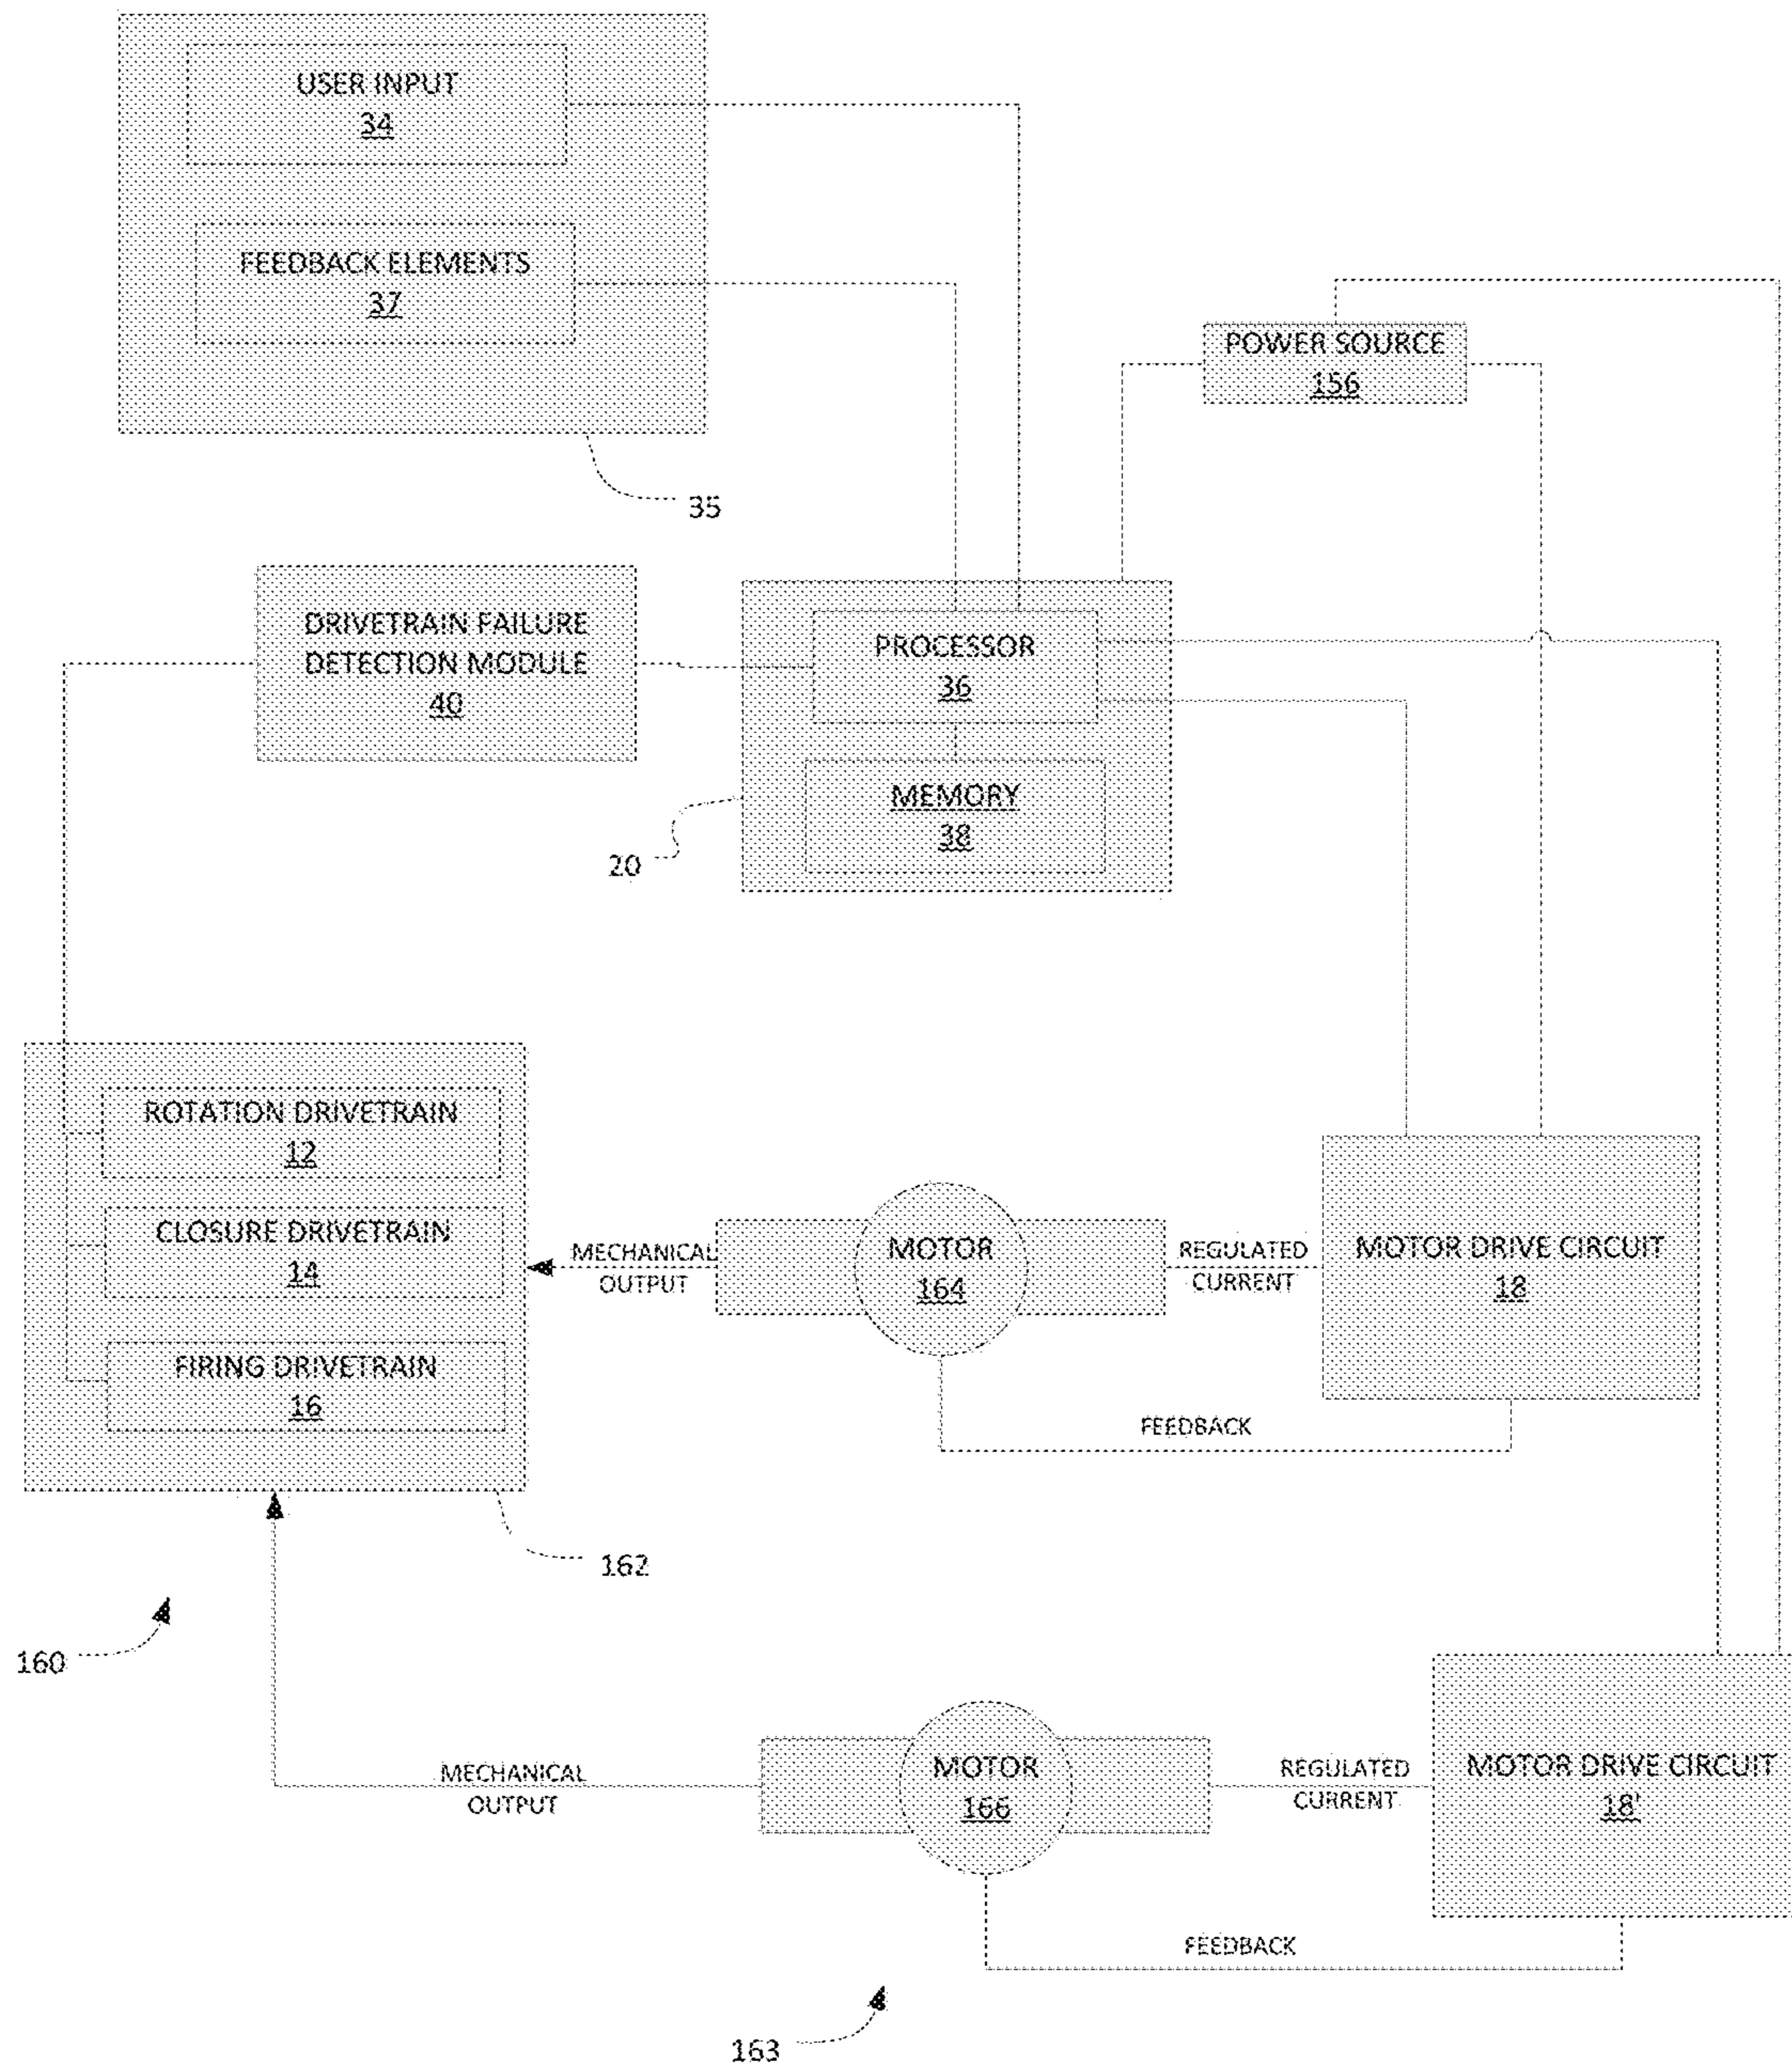 USER INPUT
34
FEEDBACK ELEMENTS
37
POWER SOURCE
156
35
DRIVETRAIN FAILURE
DETECTION MODULE
40
PROCESSOR
36
MEMORY
38
20
ROTATION DRIVETRAIN
12
CLOSURE DRIVETRAIN
14
FIRING DRIVETRAIN
16
MECHANICAL
OUTPUT
MOTOR
164
REGULATED
CURRENT
MOTOR DRIVE CIRCUIT
18
FEEDBACK
162
160
MECHANICAL
OUTPUT
MOTOR
166
REGULATED
CURRENT
MOTOR DRIVE CIRCUIT
18'
FEEDBACK
163